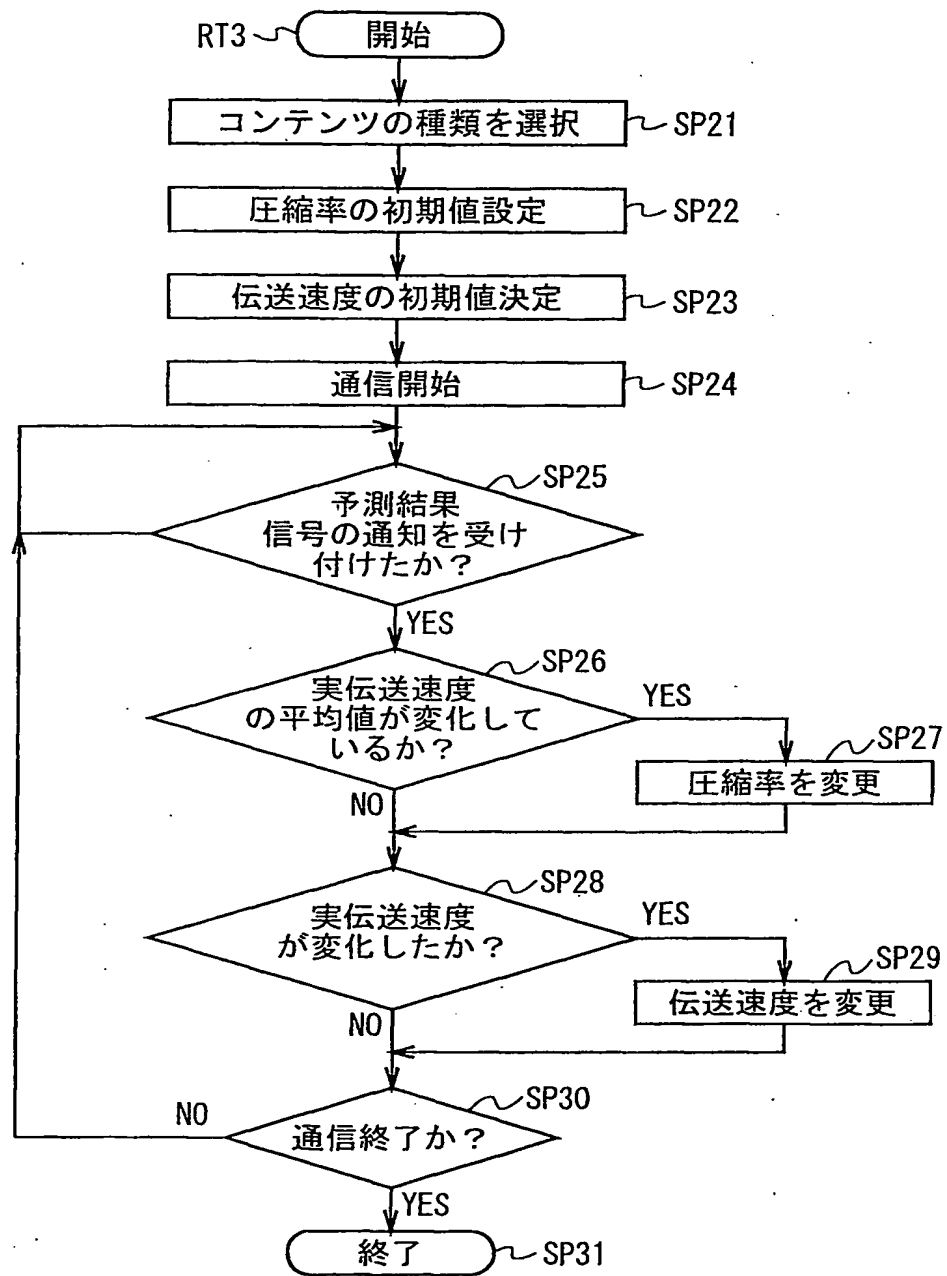 RT3
開始
コンテンツの種類を選択
SP21
圧縮率の初期値設定
SP22
伝送速度の初期値決定
SP23
通信開始
SP24
SP25
予測結果
信号の通知を受け
付けたか?
YES
SP26
実伝送速度
の平均値が変化して
いるか?
YES
SP27
圧縮率を変更
NO
SP28
実伝送速度
が変化したか?
YES
SP29
伝送速度を変更
NO
SP30
通信終了か?
NO
YES
終了
SP31